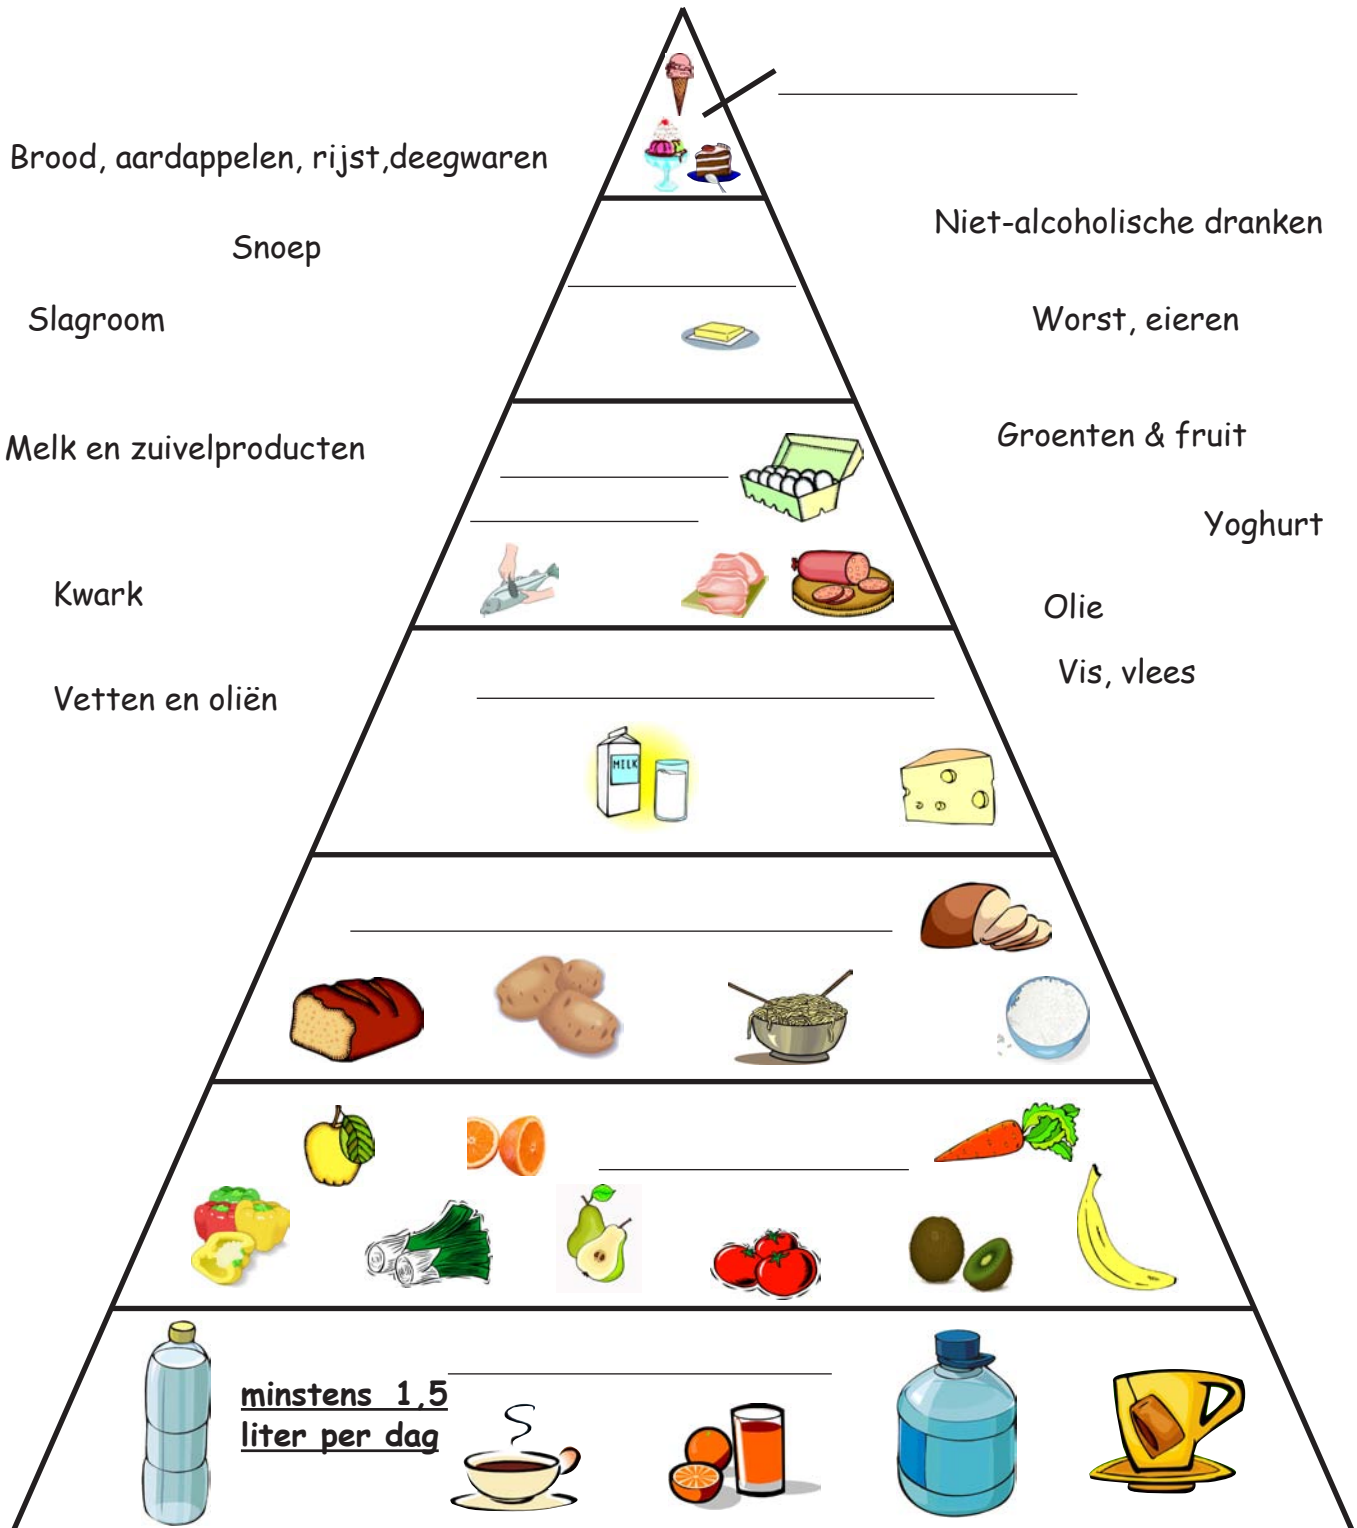 Brood, aardappelen, rijst,deegwaren
Niet-alcoholische dranken
Snoep
Slagroom
Worst, eieren
Groenten & fruit
Melk en zuivelproducten
Yoghurt
Kwark
Olie
Vis, vlees
Vetten en oliën
MILK
minstens 1,5
liter per dag